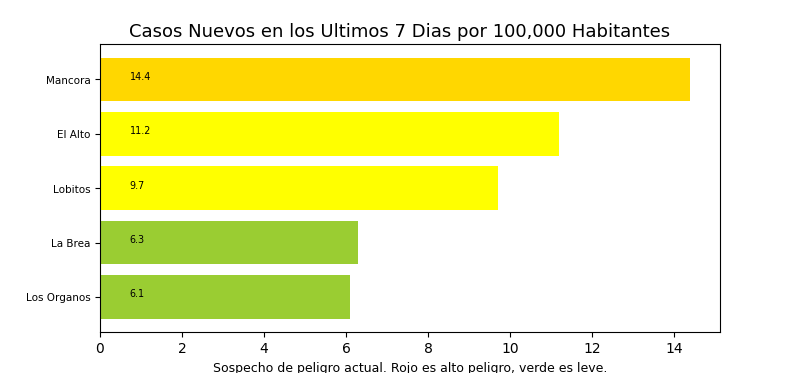 Casos Nuevos en los Ultimos 7 Dias por 100,000 Habitantes
Mancora 14.4
El Alto 11.2
Lobitos 9.7
La Brea 6.3
Los Organos 6.1
0 2 4 6 8 10 12 14
Sospecho de peligro actual. Rojo es alto peligro, verde es leve.